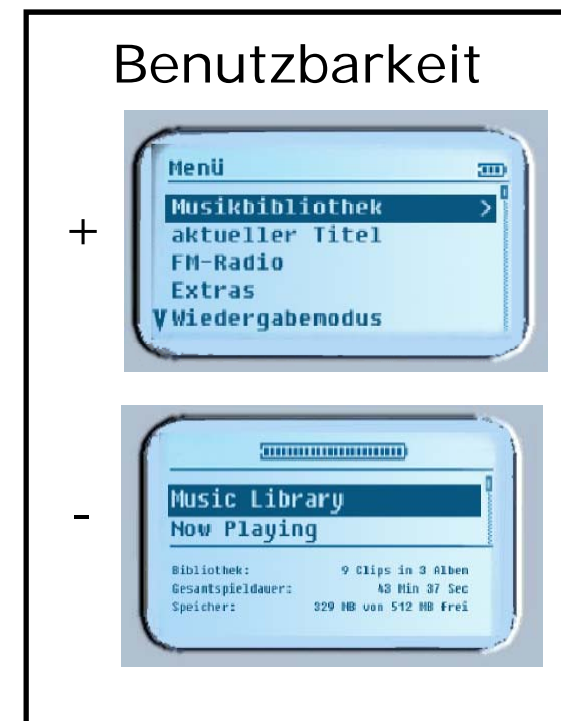 Benutzbarkeit
+
Menü
Musikbibliothek >
aktueller Titel
FM-Radio
Extras
Wiedergabemodus
-
Music Library
Now Playing
Bibliothek: 9 Clips in 3 Alben
Gesamtspieldauer: 43 Min 37 Sec
Speicher: 329 MB von 512 MB frei